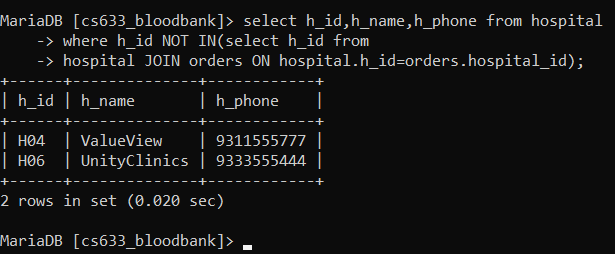 MariaDB [cs633_bloodbank]> select h_id,h_name,h_phone from hospital
    -> where h_id NOT IN(select h_id from
    -> hospital JOIN orders ON hospital.h_id=orders.hospital_id);
+------+--------------+------------+
| h_id | h_name       | h_phone    |
+------+--------------+------------+
| H04  | ValueView    | 9311555777 |
| H06  | UnityClinics | 9333555444 |
+------+--------------+------------+
2 rows in set (0.020 sec)
MariaDB [cs633_bloodbank]>